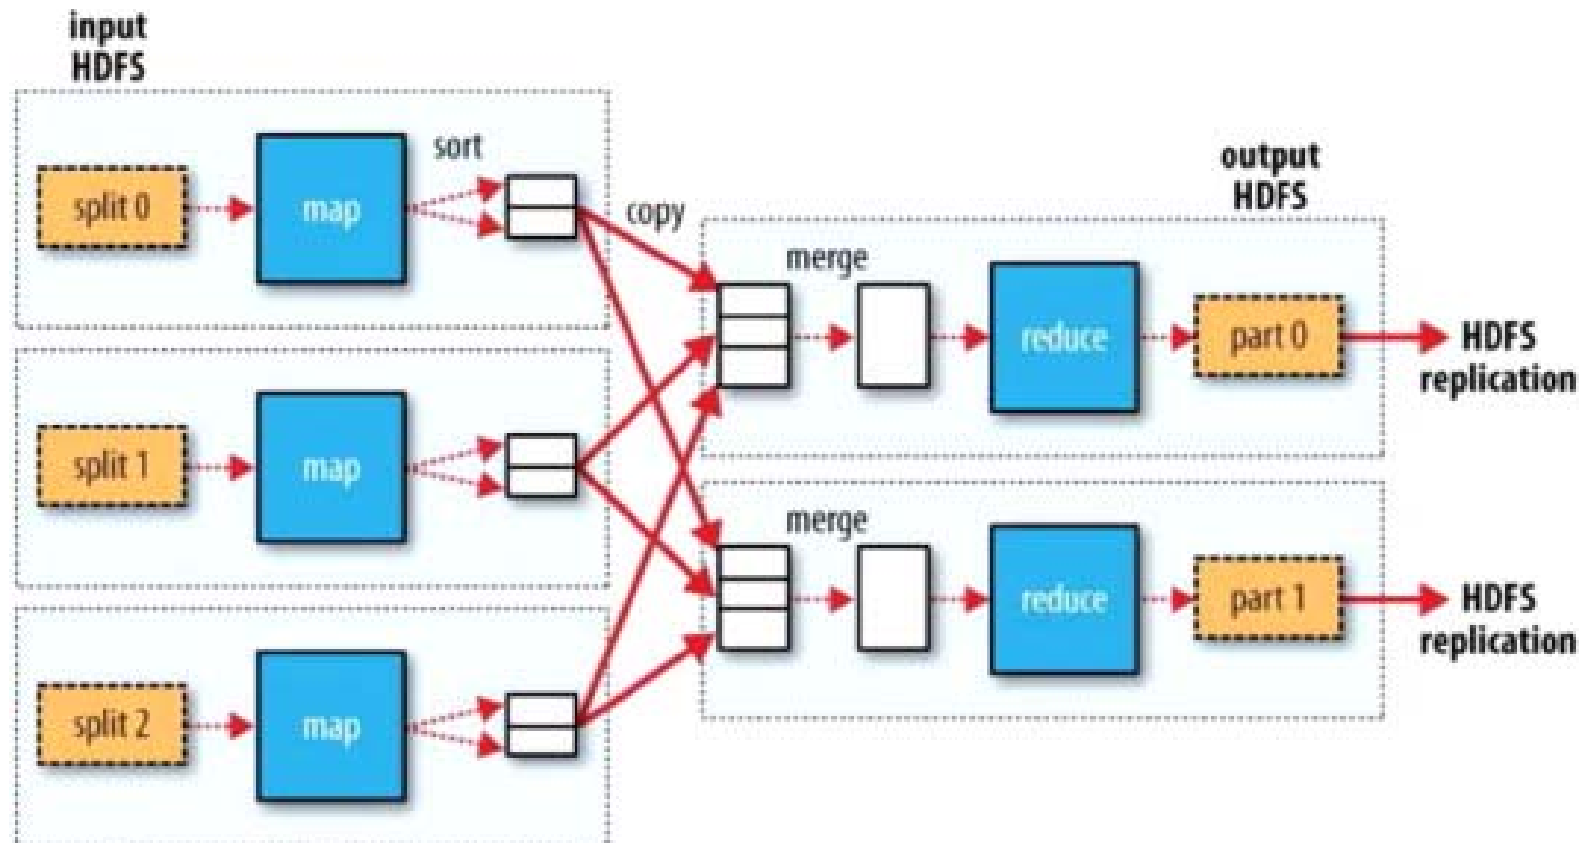 input
HDFS
split 0
map
sort
copy
output
HDFS
merge
reduce
part 0
HDFS
replication
split 1
map
merge
reduce
part 1
HDFS
replication
split 2
map